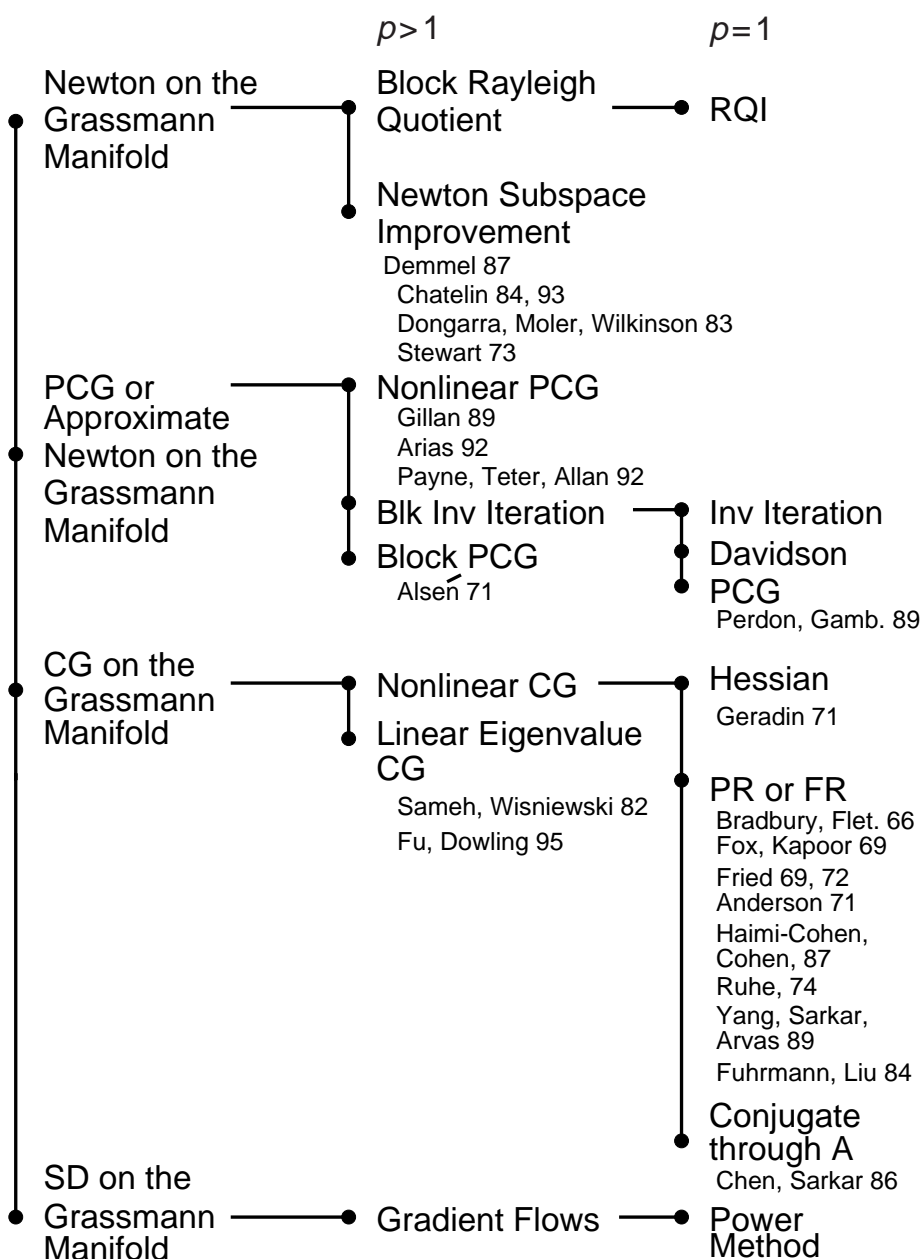 p>1
p=1
Newton on the
Grassmann
Manifold
Block Rayleigh
Quotient
RQI
Newton Subspace
Improvement
Demmel 87
Chatelin 84, 93
Dongarra, Moler, Wilkinson 83
Stewart 73
PCG or
Approximate
Newton on the
Grassmann
Manifold
Nonlinear PCG
Gillan 89
Arias 92
Payne, Teter, Allan 92
Blk Inv Iteration
Inv Iteration
Block PCG
Alsén 71
Davidson
PCG
Perdon, Gamb. 89
CG on the
Grassmann
Manifold
Nonlinear CG
Hessian
Geradin 71
Linear Eigenvalue
CG
Sameh, Wisniewski 82
Fu, Dowling 95
PR or FR
Bradbury, Flet. 66
Fox, Kapoor 69
Fried 69, 72
Anderson 71
Haimi-Cohen,
Cohen, 87
Ruhe, 74
Yang, Sarkar,
Arvas 89
Fuhrmann, Liu 84
Conjugate
through A
Chen, Sarkar 86
SD on the
Grassmann
Manifold
Gradient Flows
Power
Method